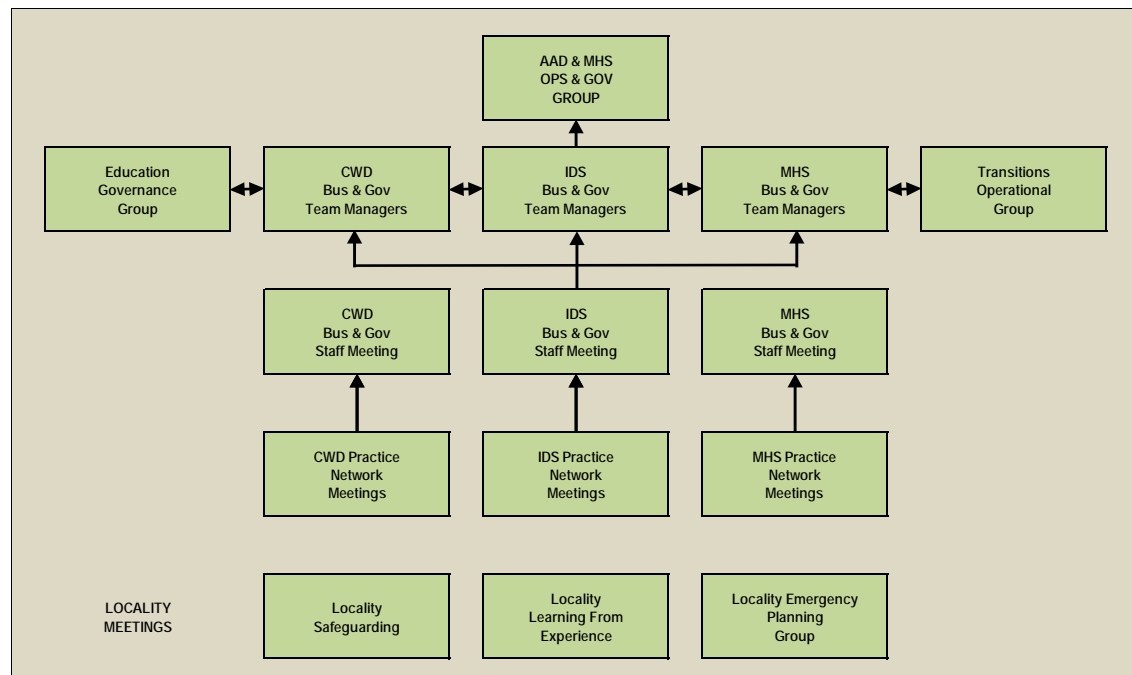 AAD & MHS
OPS & GOV
GROUP
Education
Governance
Group
CWD
Bus & Gov
Team Managers
IDS
Bus & Gov
Team Managers
MHS
Bus & Gov
Team Managers
Transitions
Operational
Group
CWD
Bus & Gov
Staff Meeting
IDS
Bus & Gov
Staff Meeting
MHS
Bus & Gov
Staff Meeting
CWD Practice
Network
Meetings
IDS Practice
Network
Meetings
MHS Practice
Network
Meetings
LOCALITY
MEETINGS
Locality
Safeguarding
Locality
Learning From
Experience
Locality Emergency
Planning
Group